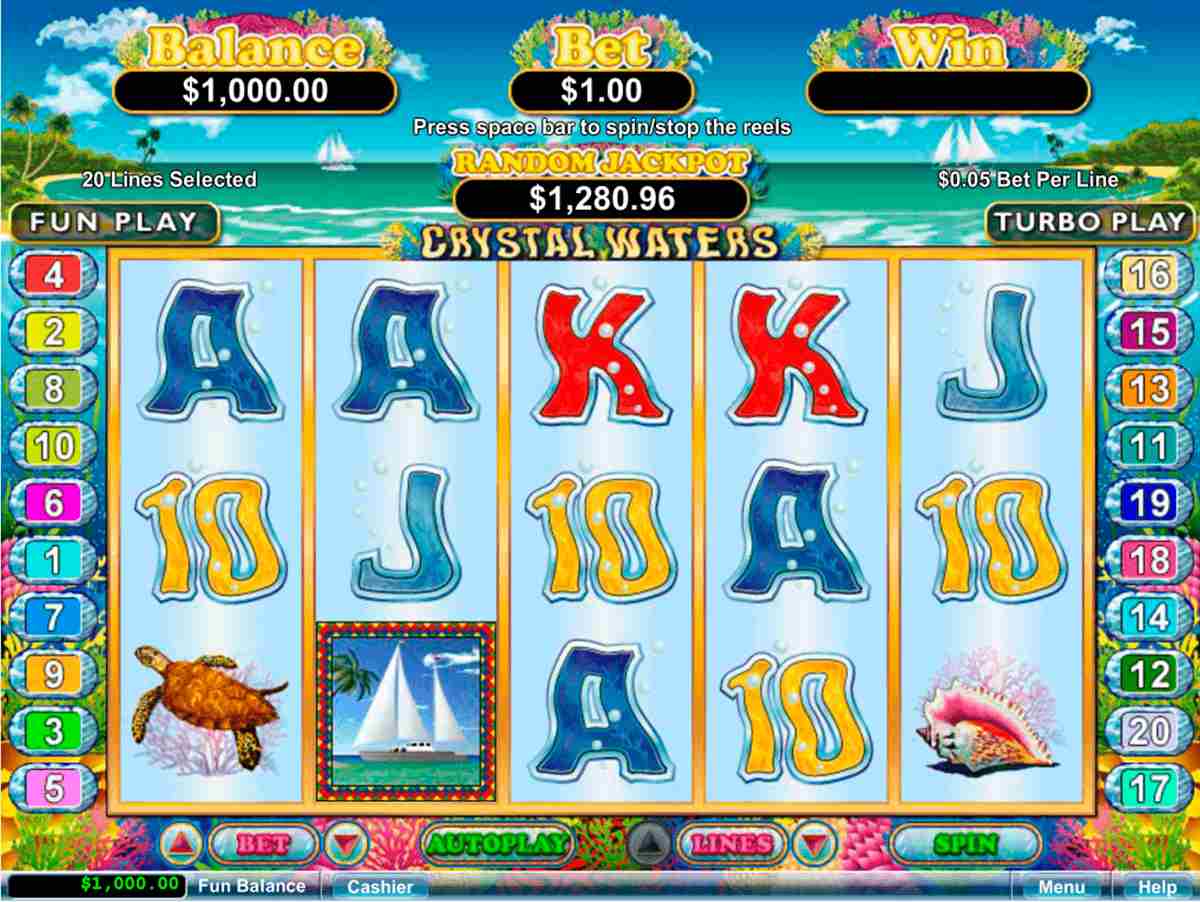 Balance Bet Win
$1,000.00 $1.00
Press space bar to spin/stop the reels
RANDOM JACKPOT
20 Lines Selected $1,280.96 $0.05 Bet Per Line
FUN PLAY TURBO PLAY
CRYSTAL WATERS
4 A A K K J 16
2 15
8 13
10 11
6 10 J 10 A 10 19
1 18
7 14
9 12
3 A 10 20
5 17
BET AUTOPLAY LINES SPIN
$1,000.00 Fun Balance Cashier Menu Help